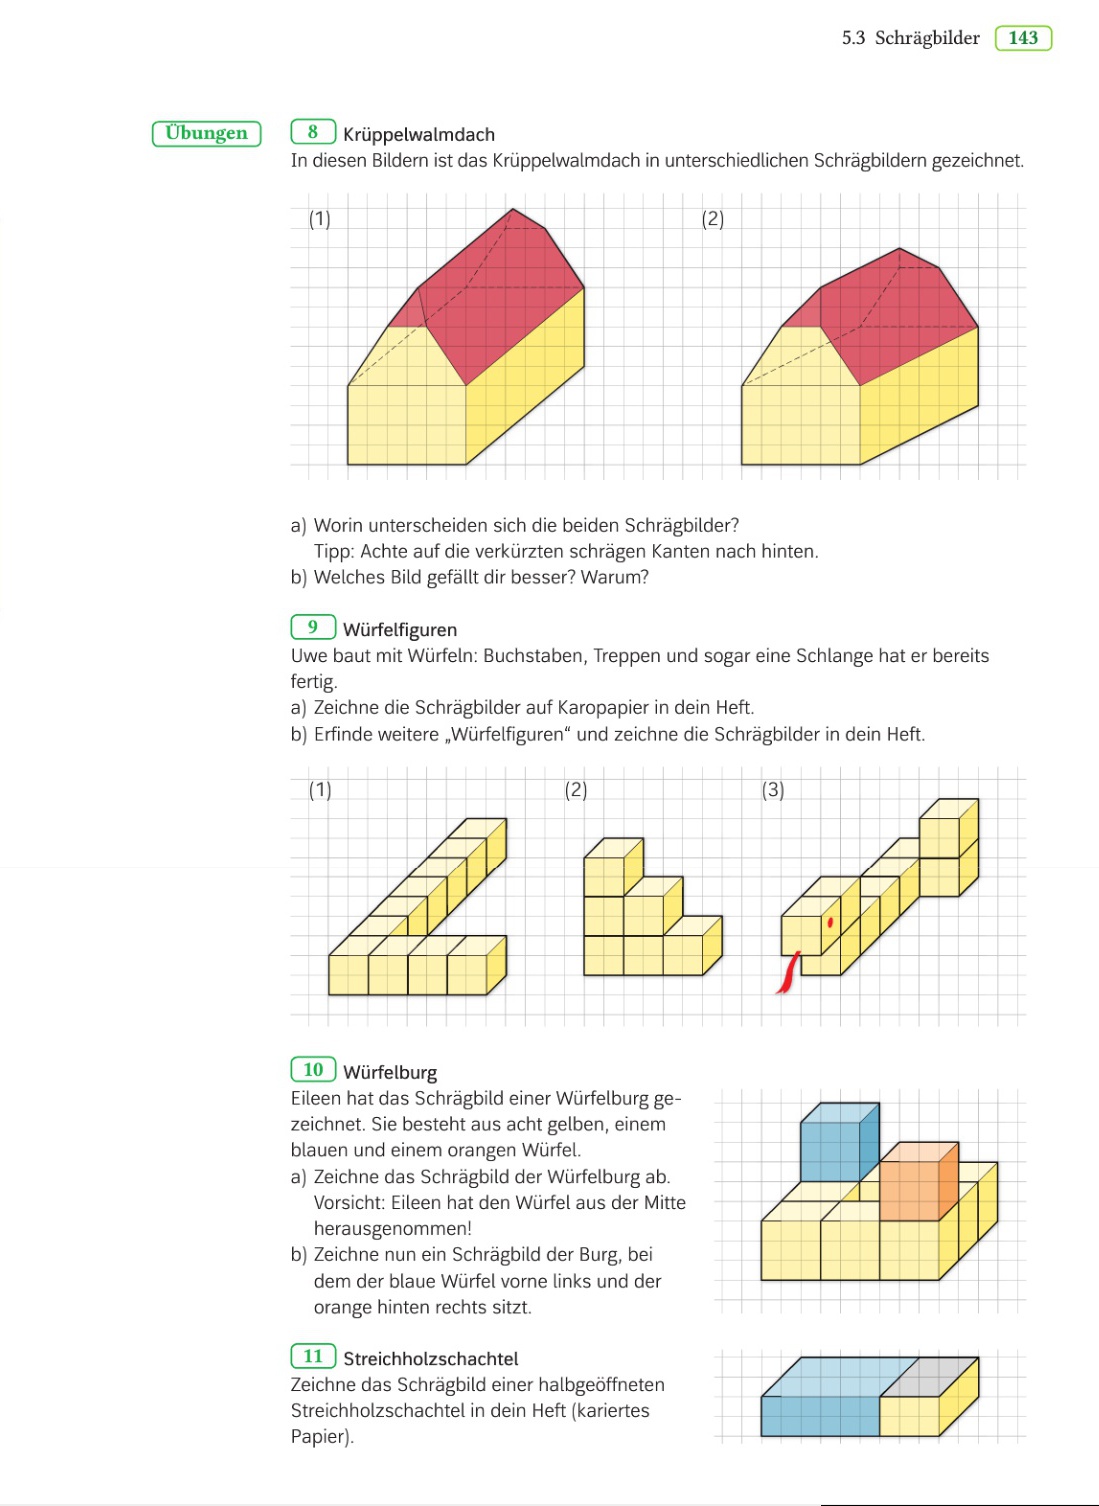 5.3 Schrägbilder 143
Übungen
8 Krüppelwalmdach
In diesen Bildern ist das Krüppelwalmdach in unterschiedlichen Schrägbildern gezeichnet.
(1) (2)
a) Worin unterscheiden sich die beiden Schrägbilder?
Tipp: Achte auf die verkürzten schrägen Kanten nach hinten.
b) Welches Bild gefällt dir besser? Warum?
9 Würfelfiguren
Uwe baut mit Würfeln: Buchstaben, Treppen und sogar eine Schlange hat er bereits
fertig.
a) Zeichne die Schrägbilder auf Karopapier in dein Heft.
b) Erfinde weitere „Würfelfiguren“ und zeichne die Schrägbilder in dein Heft.
(1) (2) (3)
10 Würfelburg
Eileen hat das Schrägbild einer Würfelburg ge-
zeichnet. Sie besteht aus acht gelben, einem
blauen und einem orangen Würfel.
a) Zeichne das Schrägbild der Würfelburg ab.
Vorsicht: Eileen hat den Würfel aus der Mitte
herausgenommen!
b) Zeichne nun ein Schrägbild der Burg, bei
dem der blaue Würfel vorne links und der
orange hinten rechts sitzt.
11 Streichholzschachtel
Zeichne das Schrägbild einer halbgeöffneten
Streichholzschachtel in dein Heft (kariertes
Papier).